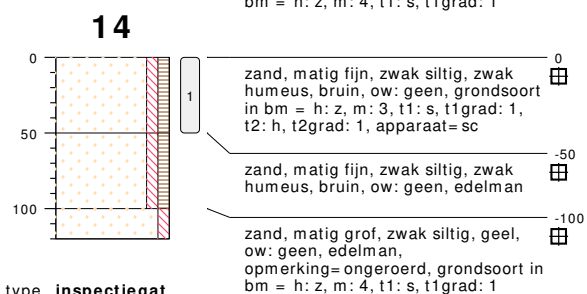 bm = h: z, m: 4, t1: s, t1grad: 1
14
0
50
100
1
0
zand, matig fijn, zwak siltig, zwak
humeus, bruin, ow: geen, grondsoort
in bm = h: z, m: 3, t1: s, t1grad: 1,
t2: h, t2grad: 1, apparaat=sc
-50
zand, matig fijn, zwak siltig, zwak
humeus, bruin, ow: geen, edelman
-100
zand, matig grof, zwak siltig, geel,
ow: geen, edelman,
opmerking=ongeroerd, grondsoort in
bm = h: z, m: 4, t1: s, t1grad: 1
type inspectiegat